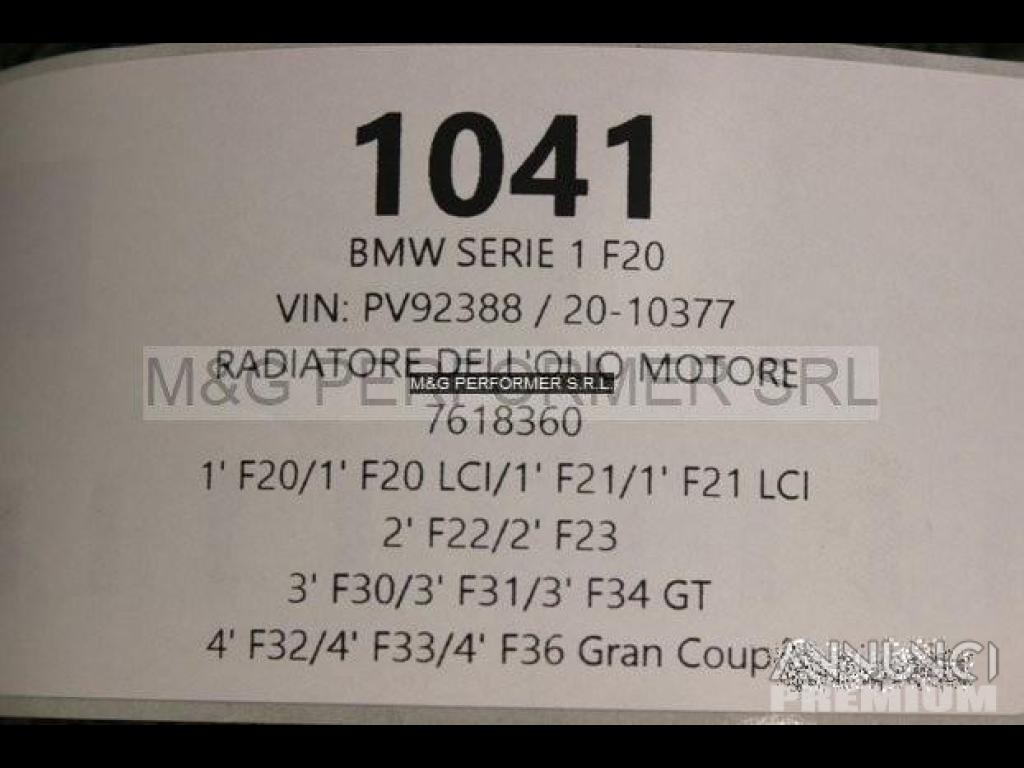 1041
BMW SERIE 1 F20
VIN: PV92388 / 20-10377
RADIATORE DELL'OLIO MOTORE
M&G PERFORMER SRL
M&G PERFORMER S.R.L.
7618360
1' F20/1' F20 LCI/1' F21/1' F21 LCI
2' F22/2' F23
3' F30/3' F31/3' F34 GT
4' F32/4' F33/4' F36 Gran
ANNUNCI
PREMIUM